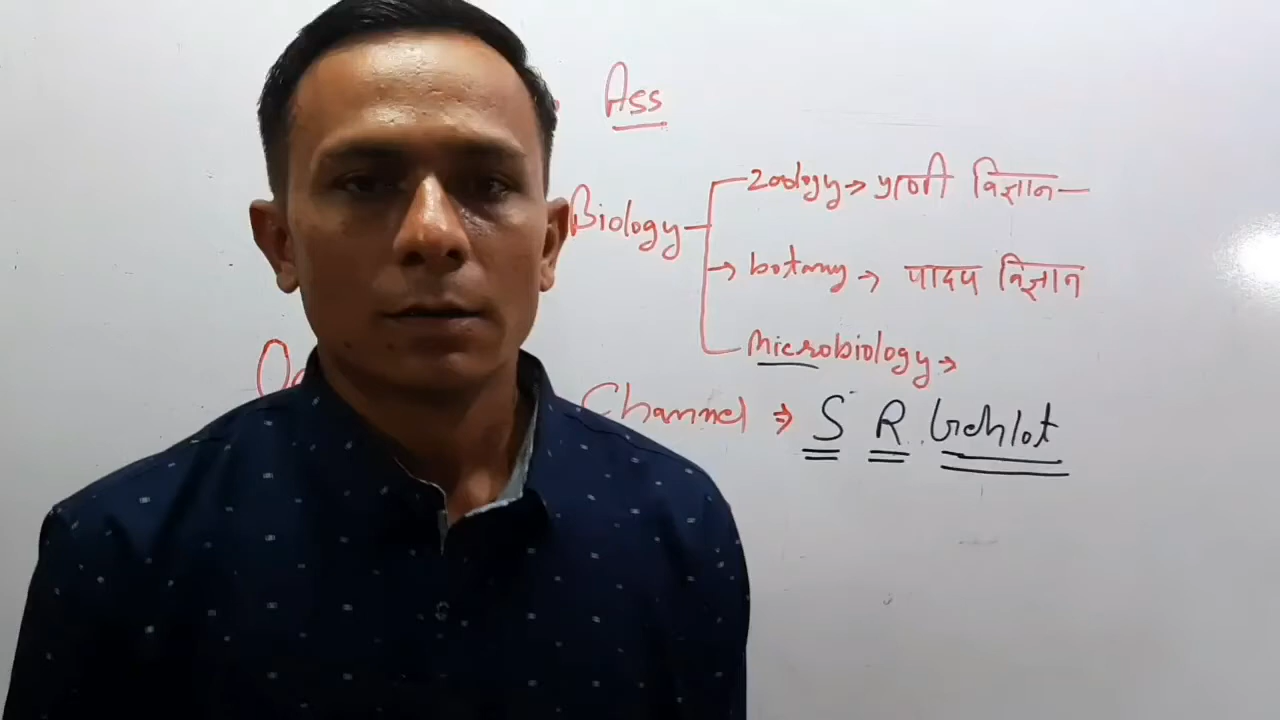 Ass
Biology
Zoology → प्राणी विज्ञान
→ botany → पादप विज्ञान
Microbiology →
Channel ⇒ S R Gehlot